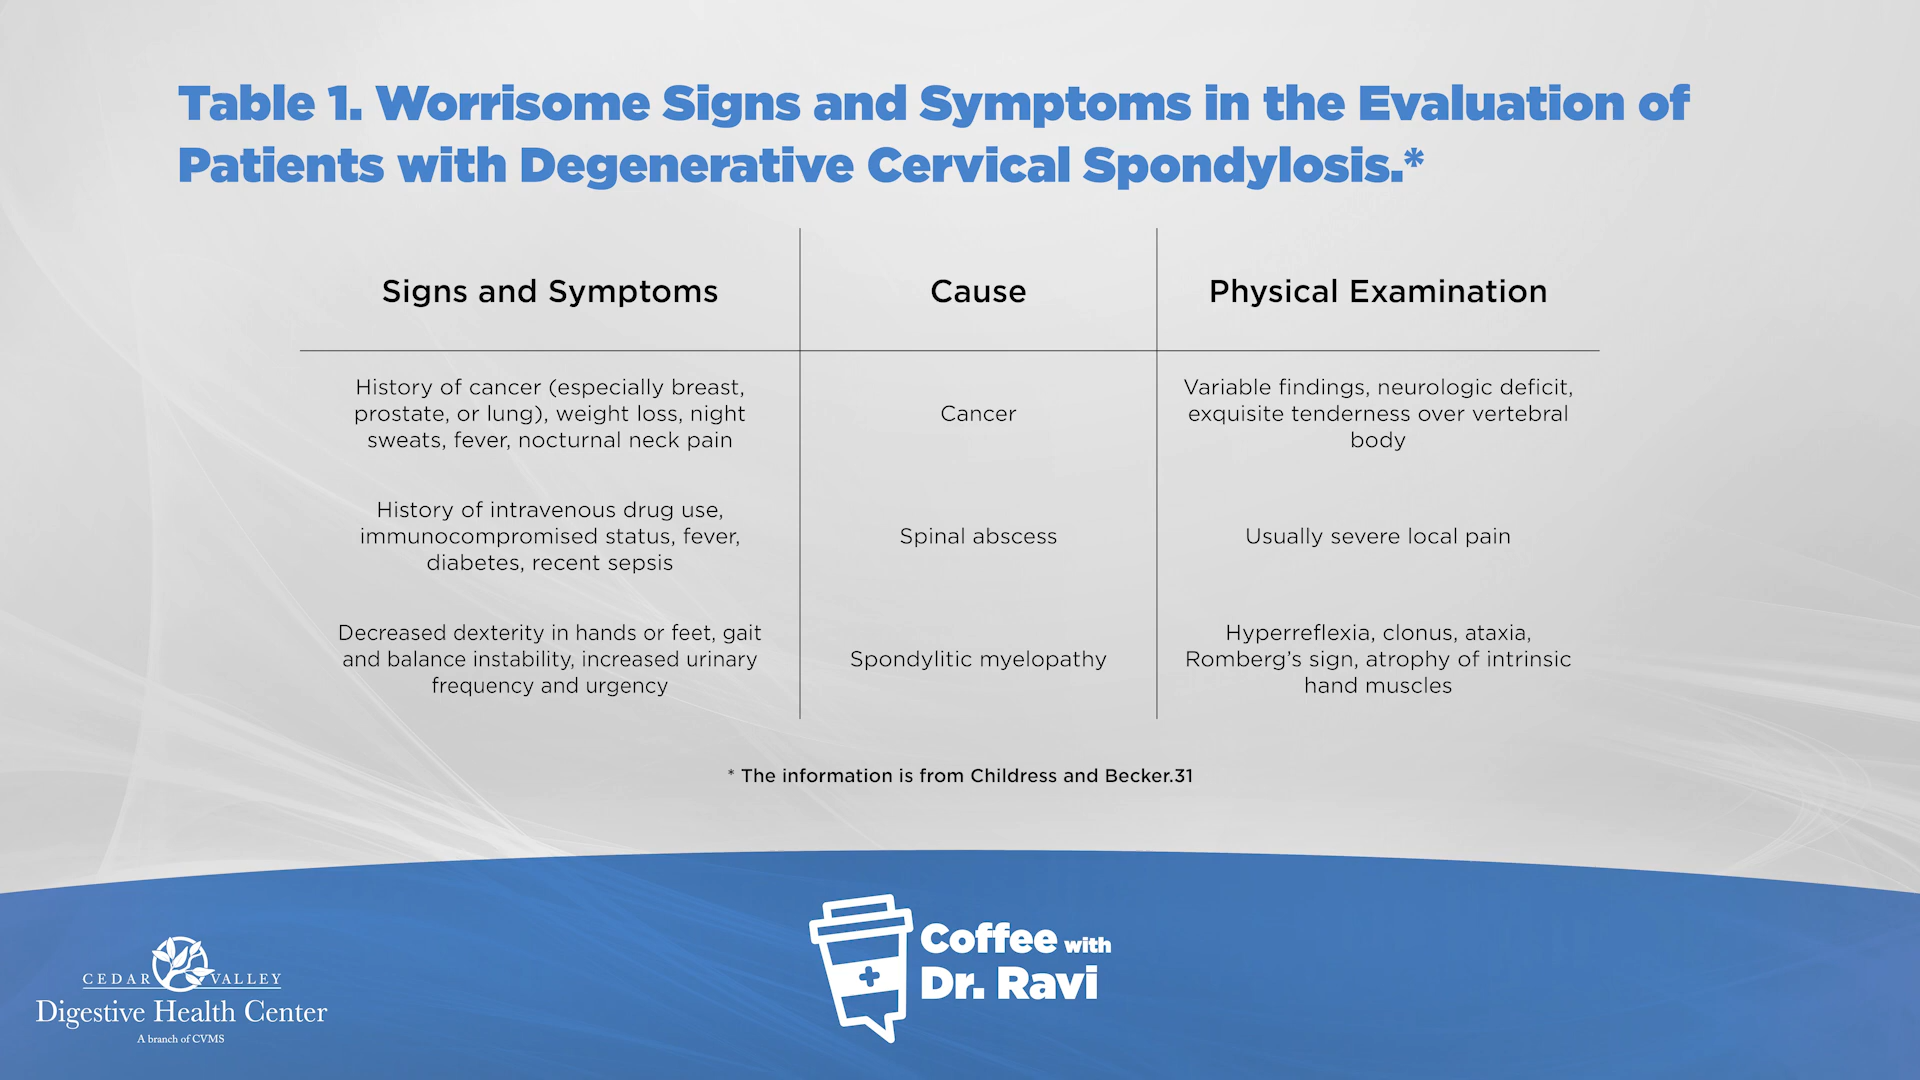 Table 1. Worrisome Signs and Symptoms in the Evaluation of
Patients with Degenerative Cervical Spondylosis.*
Signs and Symptoms
Cause
Physical Examination
History of cancer (especially breast,
prostate, or lung), weight loss, night
sweats, fever, nocturnal neck pain
Cancer
Variable findings, neurologic deficit,
exquisite tenderness over vertebral
body
History of intravenous drug use,
immunocompromised status, fever,
diabetes, recent sepsis
Spinal abscess
Usually severe local pain
Decreased dexterity in hands or feet, gait
and balance instability, increased urinary
frequency and urgency
Spondylitic myelopathy
Hyperreflexia, clonus, ataxia,
Romberg’s sign, atrophy of intrinsic
hand muscles
* The information is from Childress and Becker.31
CEDAR VALLEY
Digestive Health Center
A branch of CVMS
Coffee with
Dr. Ravi